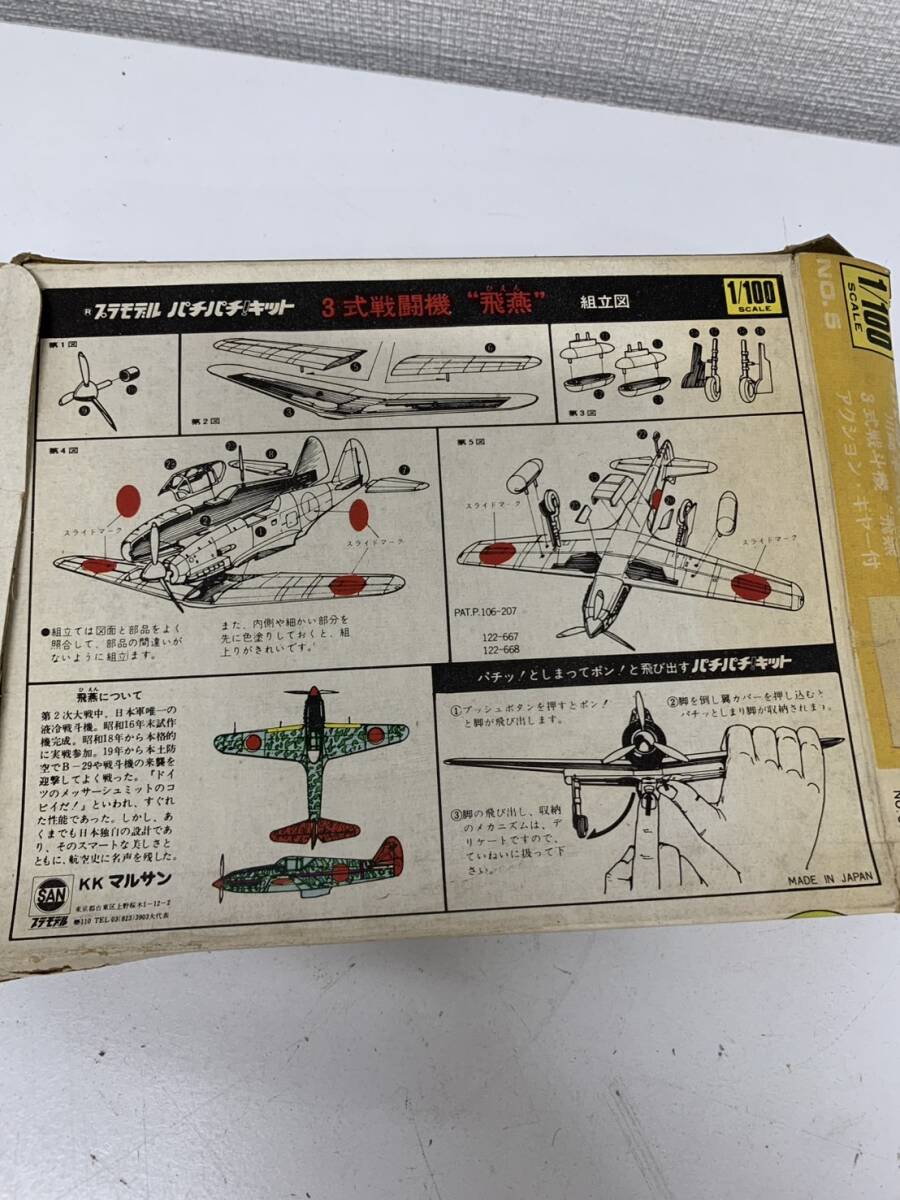 R プラモデル パチパチ!キット 3式戦闘機 “飛燕” 組立図 1/100 SCALE
ひえん
第1図
第2図
第3図
第4図
スライドマーク
スライドマーク
●組立ては図面と部品をよく
照合して、部品の間違いが
ないように組立ます。
また、内側や細かい部分を
先に色塗りしておくと、組
上りがきれいです。
第5図
スライドマーク
スライドマーク
PAT.P.106-207
122-667
122-668
飛燕について
ひえん
第2次大戦中、日本軍唯一の
液冷戦斗機。昭和16年末試作
機完成。昭和18年から本格的
に実戦参加。19年から本土防
空でB-29や戦斗機の来襲を
迎撃してよく戦った。『ドイ
ツのメッサーシュミットのコ
ピイだ!』といわれ、すぐれ
た性能であった。しかし、あ
くまでも日本独自の設計であ
り、そのスマートな美しさと
ともに、航空史に名声を残した。
SAN
プラモデル
KK マルサン
東京都台東区上野桜木1-12-2
〒110 TEL03(823)3903大代表
パチッ!としまってポン!と飛び出すパチパチ!キット
①プッシュボタンを押すとポン!
と脚が飛び出します。
②脚を倒し翼カバーを押し込むと
パチッとしまり脚が収納されます。
③脚の飛び出し、収納
のメカニズムは、デ
リケートですので、
ていねいに扱って下
さい。
MADE IN JAPAN
NO.5
1/100
SCALE
3式戦斗機 “飛燕”
アクション・ギヤー付